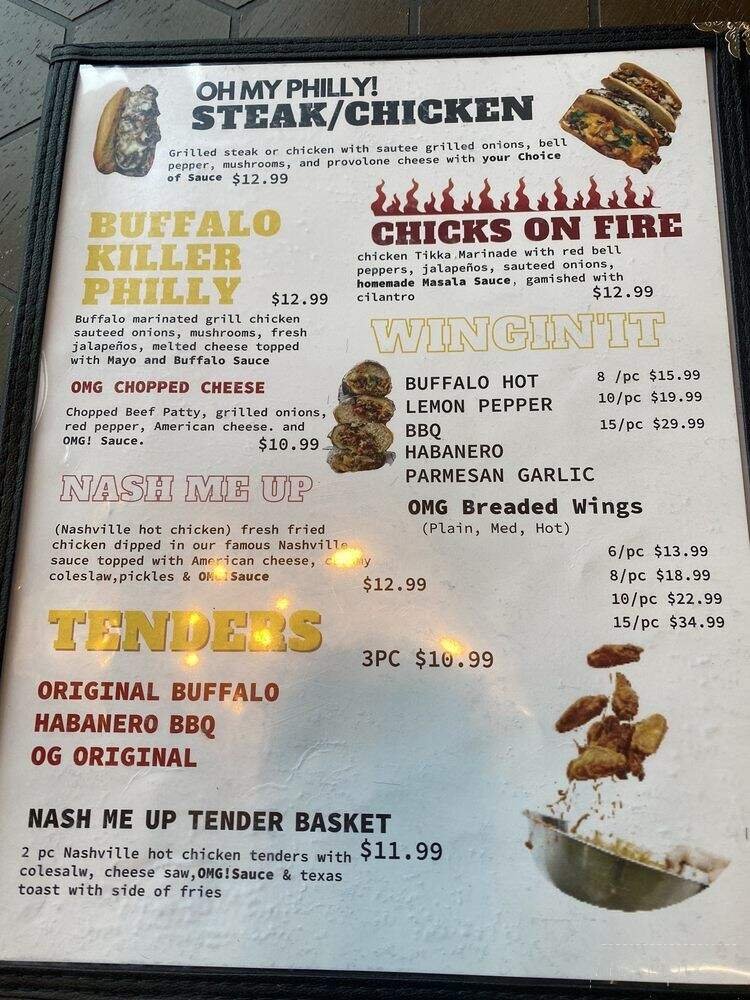 OH MY PHILLY!
STEAK/CHICKEN
Grilled steak or chicken with sautee grilled onions, bell
pepper, mushrooms, and provolone cheese with your Choice
of Sauce $12.99
BUFFALO
KILLER
PHILLY $12.99
Buffalo marinated grill chicken
sauteed onions, mushrooms, fresh
jalapeños, melted cheese topped
with Mayo and Buffalo Sauce
OMG CHOPPED CHEESE
Chopped Beef Patty, grilled onions,
red pepper, American cheese. and
OMG! Sauce. $10.99
NASH ME UP
(Nashville hot chicken) fresh fried
chicken dipped in our famous Nashville
sauce topped with American cheese,
coleslaw,pickles & OMG!Sauce $12.99
CHICKS ON FIRE
chicken Tikka Marinade with red bell
peppers, jalapeños, sauteed onions,
homemade Masala Sauce, gamished with
cilantro $12.99
WINGIN'IT
BUFFALO HOT 8 /pc $15.99
LEMON PEPPER 10/pc $19.99
BBQ 15/pc $29.99
HABANERO
PARMESAN GARLIC
OMG Breaded Wings
(Plain, Med, Hot)
6/pc $13.99
8/pc $18.99
10/pc $22.99
15/pc $34.99
TENDERS
3PC $10.99
ORIGINAL BUFFALO
HABANERO BBQ
OG ORIGINAL
NASH ME UP TENDER BASKET
2 pc Nashville hot chicken tenders with $11.99
colesalw, cheese saw,OMG!Sauce & texas
toast with side of fries